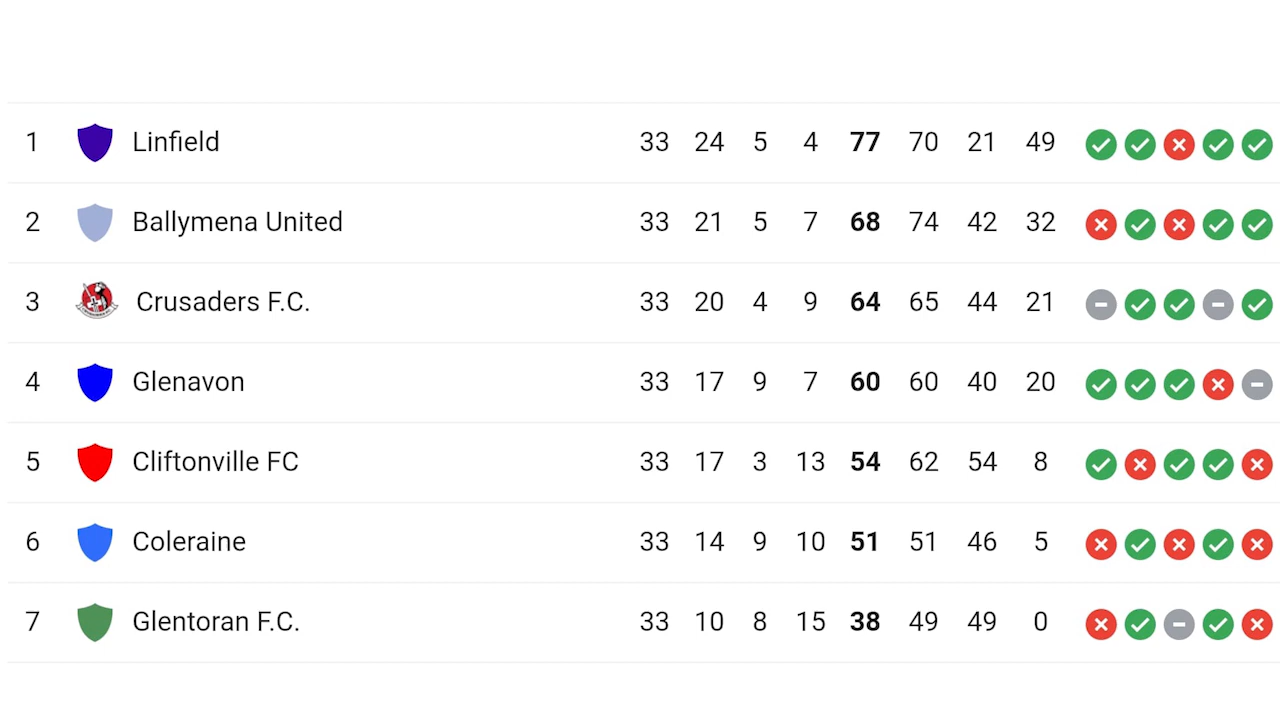 1 Linfield 33 24 5 4 77 70 21 49
2 Ballymena United 33 21 5 7 68 74 42 32
3 Crusaders F.C. 33 20 4 9 64 65 44 21
4 Glenavon 33 17 9 7 60 60 40 20
5 Cliftonville FC 33 17 3 13 54 62 54 8
6 Coleraine 33 14 9 10 51 51 46 5
7 Glentoran F.C. 33 10 8 15 38 49 49 0